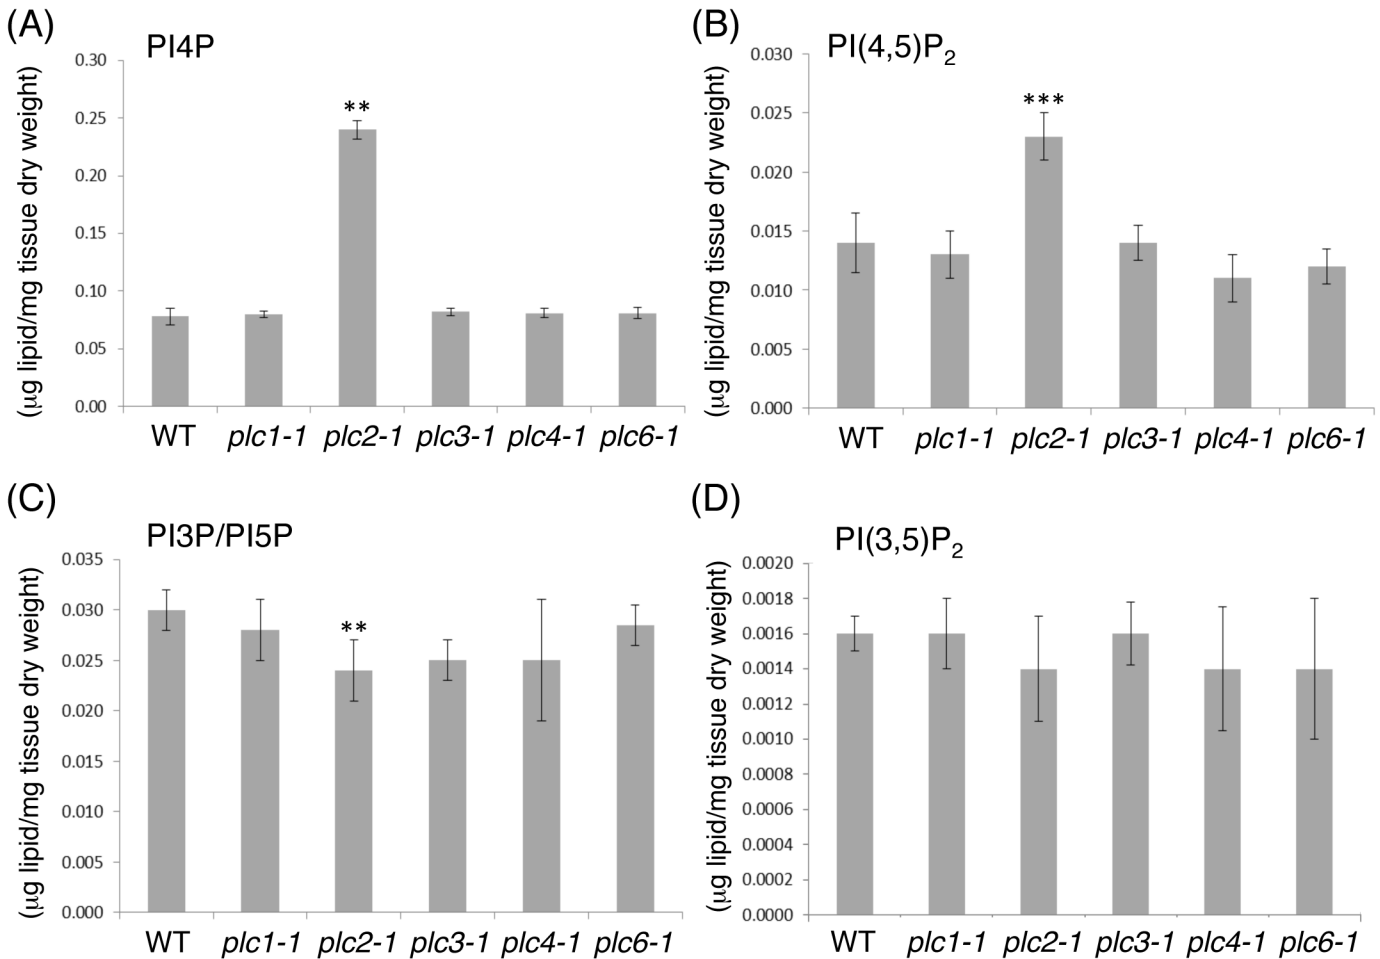 (A)
PI4P
(μg lipid/mg tissue dry weight)
0.30
0.25
0.20
0.15
0.10
0.05
0.00
**
WT plc1-1 plc2-1 plc3-1 plc4-1 plc6-1
(B)
PI(4,5)P2
(μg lipid/mg tissue dry weight)
0.030
0.025
0.020
0.015
0.010
0.005
0.000
***
WT plc1-1 plc2-1 plc3-1 plc4-1 plc6-1
(C)
PI3P/PI5P
(μg lipid/mg tissue dry weight)
0.035
0.030
0.025
0.020
0.015
0.010
0.005
0.000
**
WT plc1-1 plc2-1 plc3-1 plc4-1 plc6-1
(D)
PI(3,5)P2
(μg lipid/mg tissue dry weight)
0.0020
0.0018
0.0016
0.0014
0.0012
0.0010
0.0008
0.0006
0.0004
0.0002
0.0000
WT plc1-1 plc2-1 plc3-1 plc4-1 plc6-1